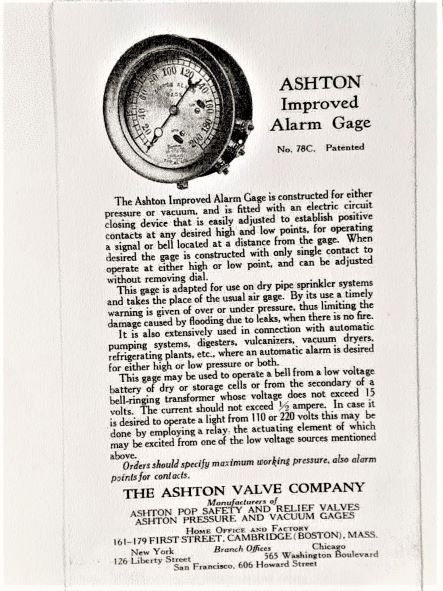 ASHTON
Improved
Alarm Gage
No. 78C. Patented
20 40 60 80 100 120 140 160 180 200
The Ashton Improved Alarm Gage is constructed for either
pressure or vacuum, and is fitted with an electric circuit
closing device that is easily adjusted to establish positive
contacts at any desired high and low points, for operating
a signal or bell located at a distance from the gage. When
desired the gage is constructed with only single contact to
operate at either high or low point, and can be adjusted
without removing dial.
This gage is adapted for use on dry pipe sprinkler systems
and takes the place of the usual air gage. By its use a timely
warning is given of over or under pressure, thus limiting the
damage caused by flooding due to leaks, when there is no fire.
It is also extensively used in connection with automatic
pumping systems, digesters, vulcanizers, vacuum dryers,
refrigerating plants, etc., where an automatic alarm is desired
for either high or low pressure or both.
This gage may be used to operate a bell from a low voltage
battery of dry or storage cells or from the secondary of a
bell-ringing transformer whose voltage does not exceed 15
volts. The current should not exceed ½ ampere. In case it
is desired to operate a light from 110 or 220 volts this may be
done by employing a relay. the actuating element of which
may be excited from one of the low voltage sources mentioned
above.
Orders should specify maximum working pressure, also alarm
points for contacts.
THE ASHTON VALVE COMPANY
Manufacturers of
ASHTON POP SAFETY AND RELIEF VALVES
ASHTON PRESSURE AND VACUUM GAGES
HOME OFFICE AND FACTORY
161-179 FIRST STREET, CAMBRIDGE (BOSTON), MASS.
Branch Offices
New York Chicago
126 Liberty Street 565 Washington Boulevard
San Francisco, 606 Howard Street